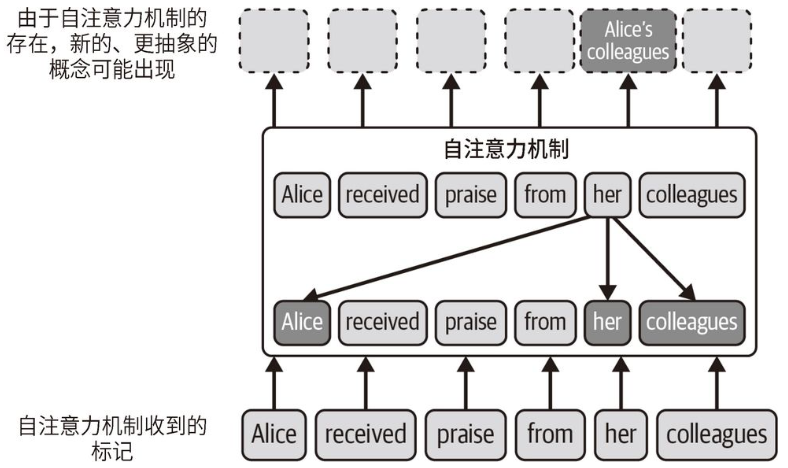 由于自注意力机制的
存在，新的、更抽象的
概念可能出现
Alice's
colleagues
自注意力机制
Alice received praise from her colleagues
Alice received praise from her colleagues
自注意力机制收到的
标记
Alice received praise from her colleagues